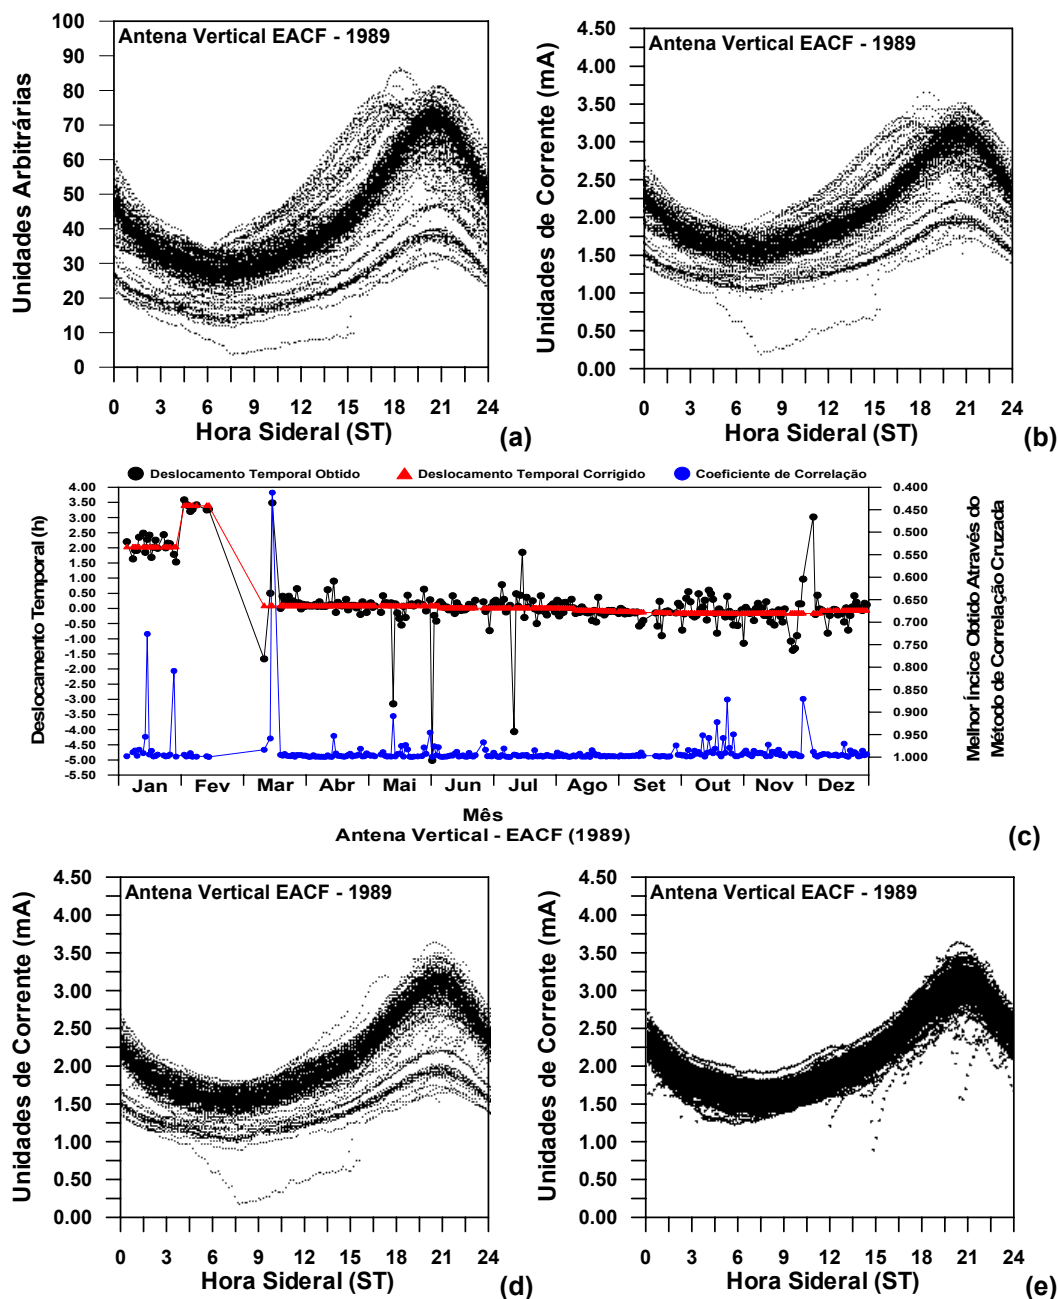 Antena Vertical EACF - 1989
Unidades Arbitrárias
100
90
80
70
60
50
40
30
20
10
0
0 3 6 9 12 15 18 21 24
Hora Sideral (ST)
(a)
Antena Vertical EACF - 1989
Unidades de Corrente (mA)
4.50
4.00
3.50
3.00
2.50
2.00
1.50
1.00
0.50
0.00
0 3 6 9 12 15 18 21 24
Hora Sideral (ST)
(b)
Deslocamento Temporal Obtido
Deslocamento Temporal Corrigido
Coeficiente de Correlação
Deslocamento Temporal (h)
4.00
3.50
3.00
2.50
2.00
1.50
1.00
0.50
0.00
-0.50
-1.00
-1.50
-2.00
-2.50
-3.00
-3.50
-4.00
-4.50
-5.00
-5.50
0.400
0.450
0.500
0.550
0.600
0.650
0.700
0.750
0.800
0.850
0.900
0.950
1.000
Melhor Íncice Obtido Através do
Método de Correlação Cruzada
Jan Fev Mar Abr Mai Jun Jul Ago Set Out Nov Dez
Mês
Antena Vertical - EACF (1989)
(c)
Antena Vertical EACF - 1989
Unidades de Corrente (mA)
4.50
4.00
3.50
3.00
2.50
2.00
1.50
1.00
0.50
0.00
0 3 6 9 12 15 18 21 24
Hora Sideral (ST)
(d)
Antena Vertical EACF - 1989
Unidades de Corrente (mA)
4.50
4.00
3.50
3.00
2.50
2.00
1.50
1.00
0.50
0.00
0 3 6 9 12 15 18 21 24
Hora Sideral (ST)
(e)